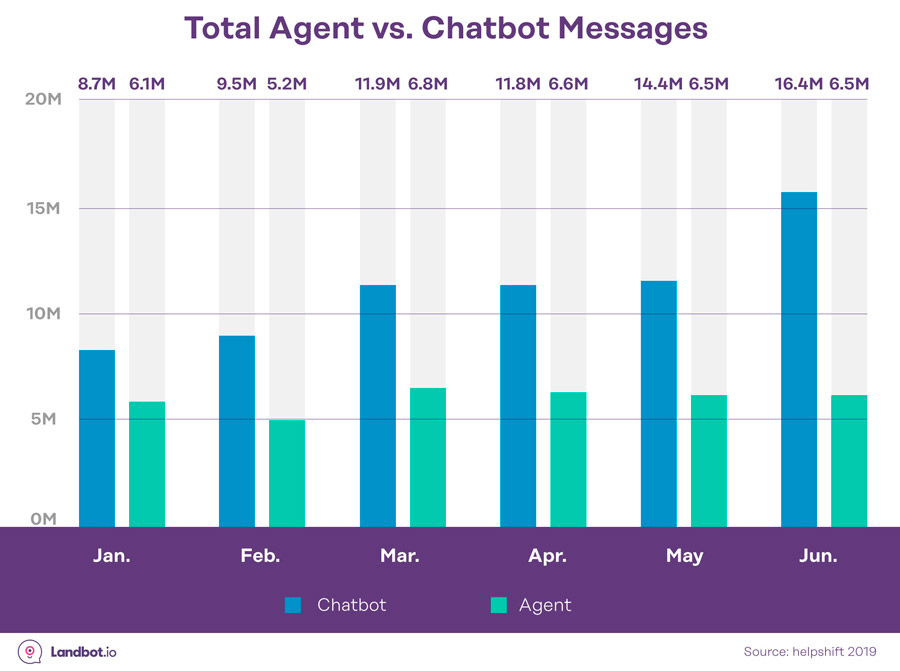 Total Agent vs. Chatbot Messages
8.7M 6.1M 9.5M 5.2M 11.9M 6.8M 11.8M 6.6M 14.4M 6.5M 16.4M 6.5M
20M
15M
10M
5M
0M
Jan. Feb. Mar. Apr. May Jun.
Chatbot Agent
Landbot.io Source: helpshift 2019